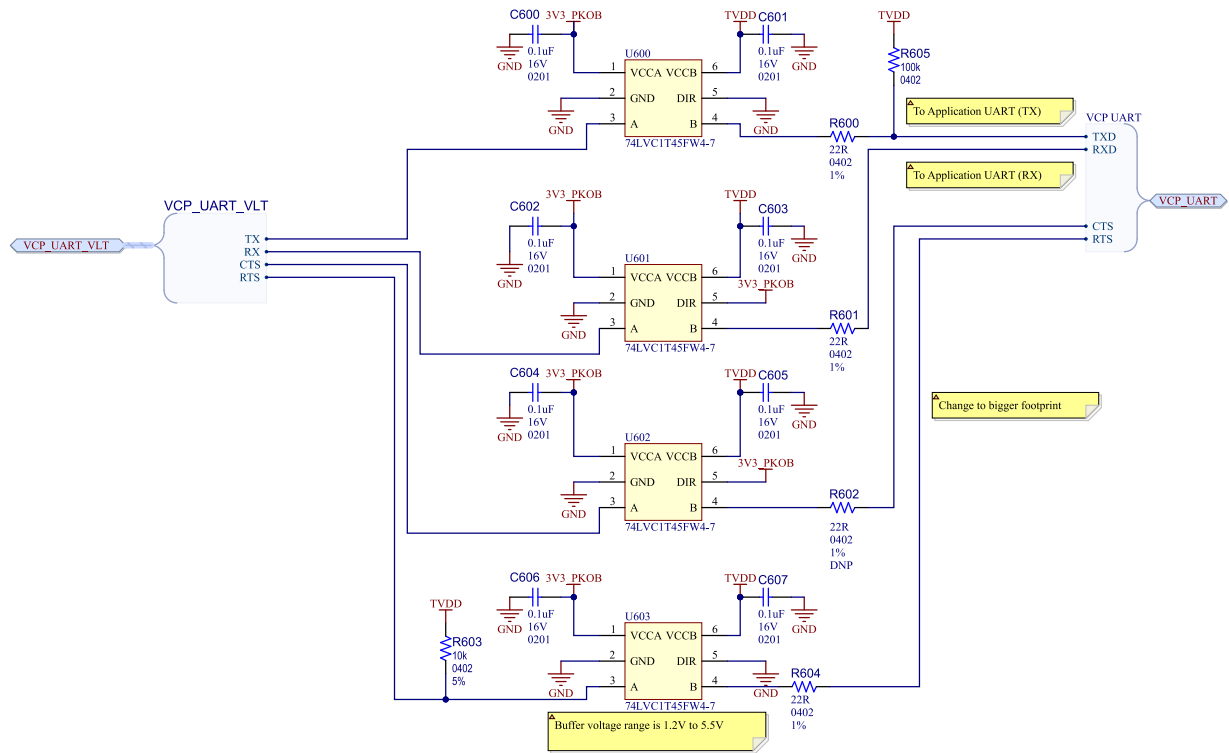 C600 3V3_PKOB
0.1uF
16V
0201
GND
TVDD C601
0.1uF
16V
0201
GND
TVDD
R605
100k
0402
U600
1 VCCA VCCB 6
2 GND DIR 5
3 A B 4
74LVC1T45FW4-7
GND
GND
R600
22R
0402
1%
To Application UART (TX)
To Application UART (RX)
VCP UART
TXD
RXD
CTS
RTS
VCP_UART
C602 3V3_PKOB
0.1uF
16V
0201
GND
TVDD C603
0.1uF
16V
0201
GND
U601
1 VCCA VCCB 6
2 GND DIR 5
3 A B 4
74LVC1T45FW4-7
GND
3V3_PKOB
R601
22R
0402
1%
VCP_UART_VLT
VCP_UART_VLT
TX
RX
CTS
RTS
C604 3V3_PKOB
0.1uF
16V
0201
GND
TVDD C605
0.1uF
16V
0201
GND
U602
1 VCCA VCCB 6
2 GND DIR 5
3 A B 4
74LVC1T45FW4-7
GND
3V3_PKOB
R602
22R
0402
1%
DNP
Change to bigger footprint
C606 3V3_PKOB
0.1uF
16V
0201
GND
TVDD C607
0.1uF
16V
0201
GND
TVDD
R603
10k
0402
5%
U603
1 VCCA VCCB 6
2 GND DIR 5
3 A B 4
74LVC1T45FW4-7
GND
GND
R604
22R
0402
1%
Buffer voltage range is 1.2V to 5.5V